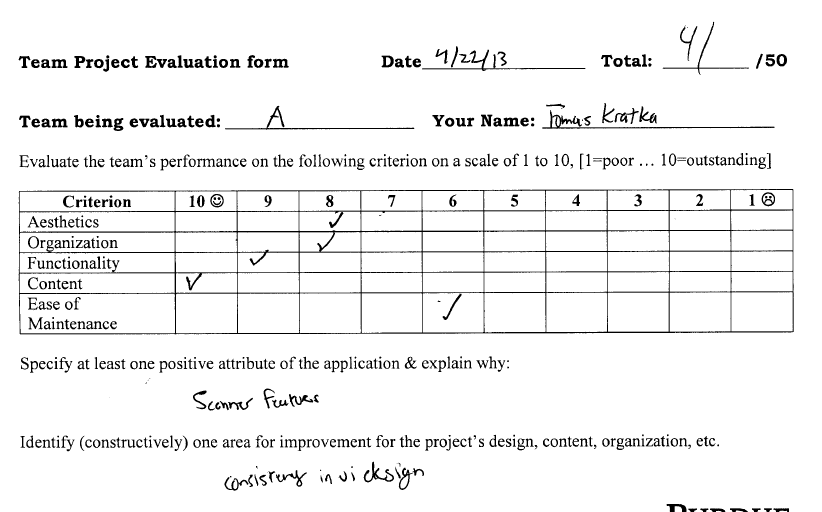 Team Project Evaluation form Date 4/22/13 Total: 41 /50
Team being evaluated: A Your Name: Tomas Kratka
Evaluate the team's performance on the following criterion on a scale of 1 to 10, [1=poor ... 10=outstanding]
Criterion 10 ☺ 9 8 7 6 5 4 3 2 1 ☹
Aesthetics ✓
Organization ✓
Functionality ✓
Content ✓
Ease of ✓
Maintenance
Specify at least one positive attribute of the application & explain why:
Scanner Features
Identify (constructively) one area for improvement for the project's design, content, organization, etc.
consistency in ui design
PURDUE